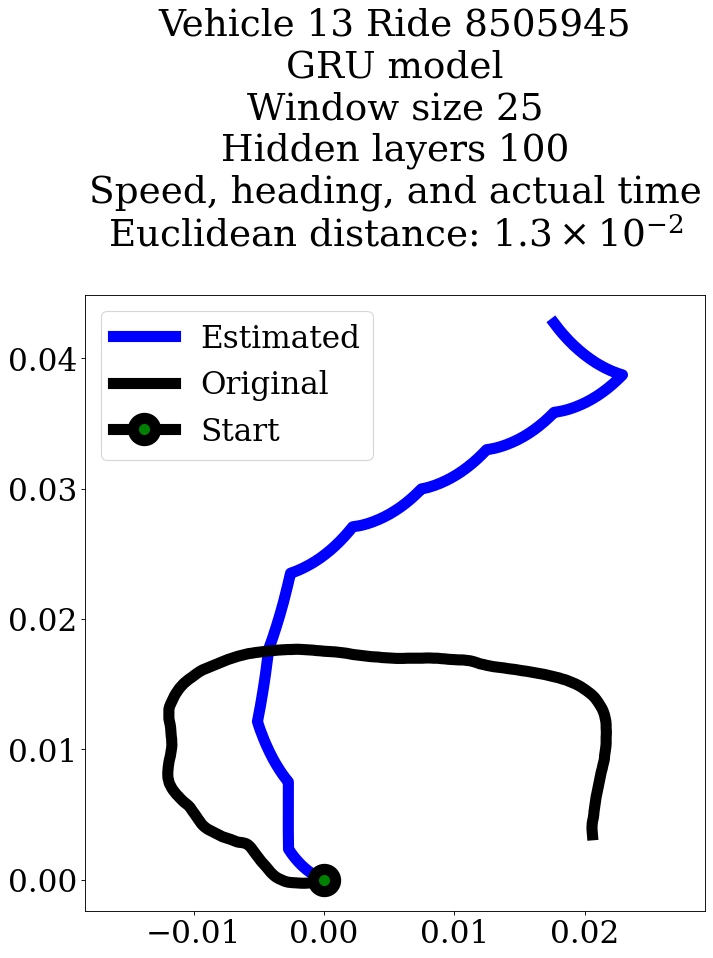 Vehicle 13 Ride 8505945
GRU model
Window size 25
Hidden layers 100
Speed, heading, and actual time
Euclidean distance: 1.3 × 10⁻²
Estimated
Original
Start
0.04
0.03
0.02
0.01
0.00
−0.01 0.00 0.01 0.02